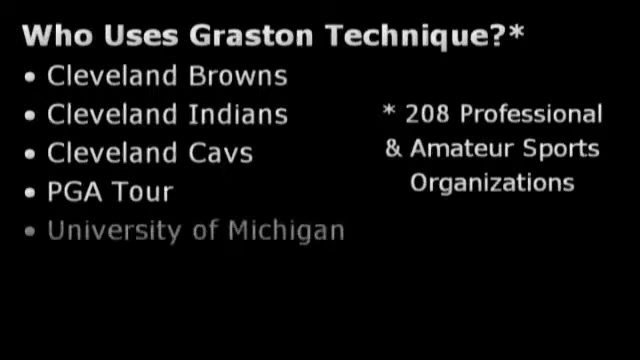 Who Uses Graston Technique?*
• Cleveland Browns
• Cleveland Indians
• Cleveland Cavs
• PGA Tour
• University of Michigan
* 208 Professional
& Amateur Sports
Organizations